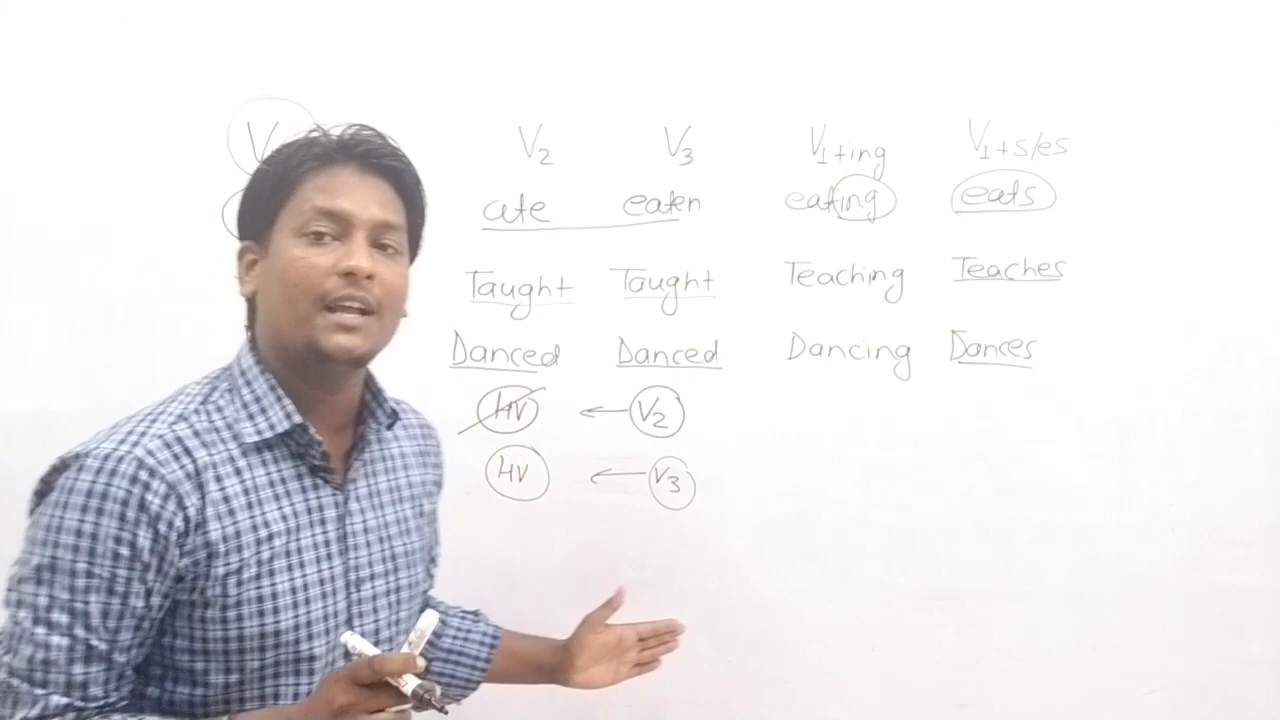 V V2 V3 V1+ing V1+s/es
ate eaten eating eats
Taught Taught Teaching Teaches
Danced Danced Dancing Dances
HV ← V2
HV ← V3